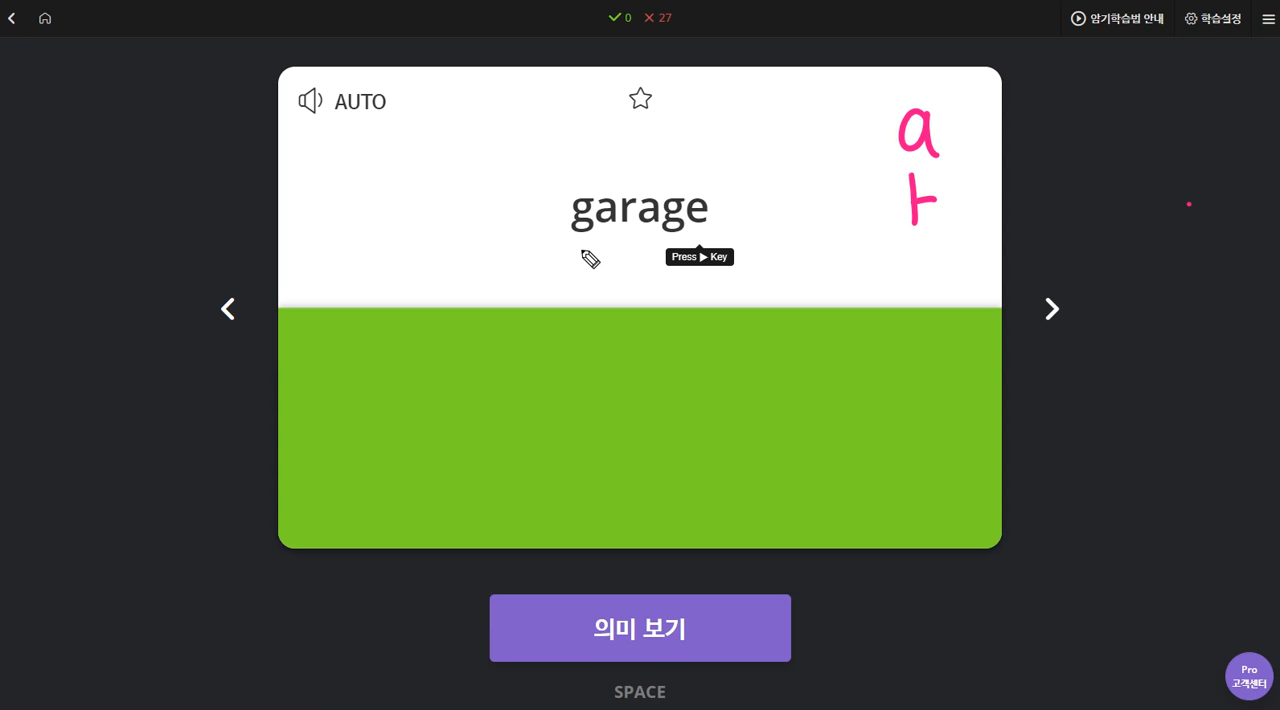 0 27
암기학습법 안내
학습설정
AUTO
a
ㅏ
garage
Press ▶ Key
의미 보기
SPACE
Pro
고객센터